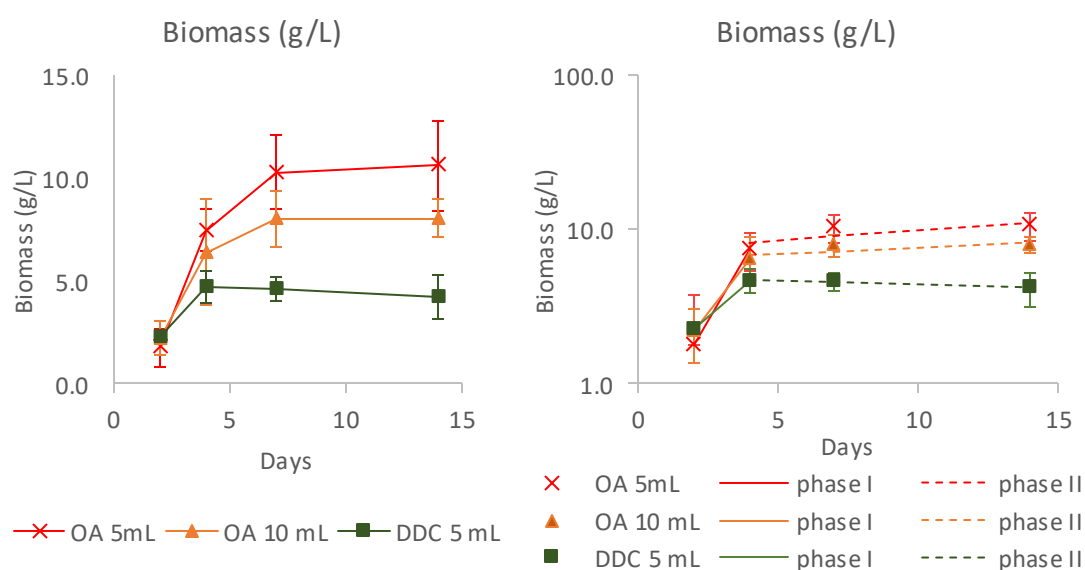 Biomass (g/L)
15.0
10.0
5.0
0.0
Biomass (g/L)
0 5 10 15
Days
OA 5mL OA 10 mL DDC 5 mL
Biomass (g/L)
100.0
10.0
1.0
Biomass (g/L)
0 5 10 15
Days
OA 5mL phase I phase II
OA 10 mL phase I phase II
DDC 5 mL phase I phase II